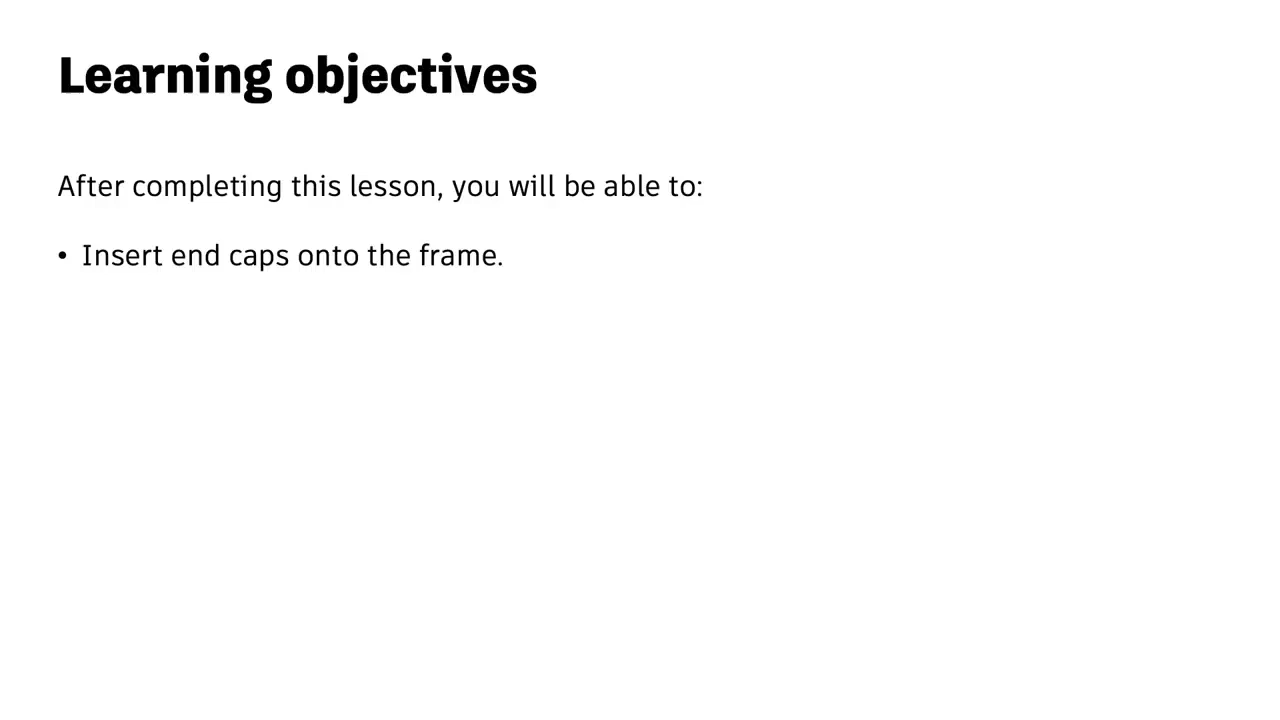 Learning objectives
After completing this lesson, you will be able to:
• Insert end caps onto the frame.